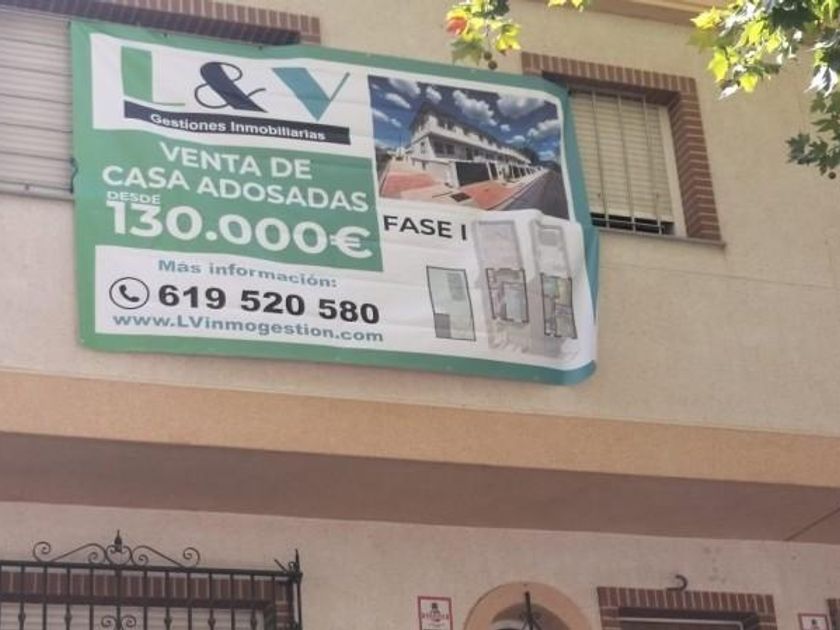 L&V
Gestiones Inmobiliarias
VENTA DE
CASA ADOSADAS
DESDE
130.000€
FASE I
Más información:
619 520 580
www.LVinmogestion.com